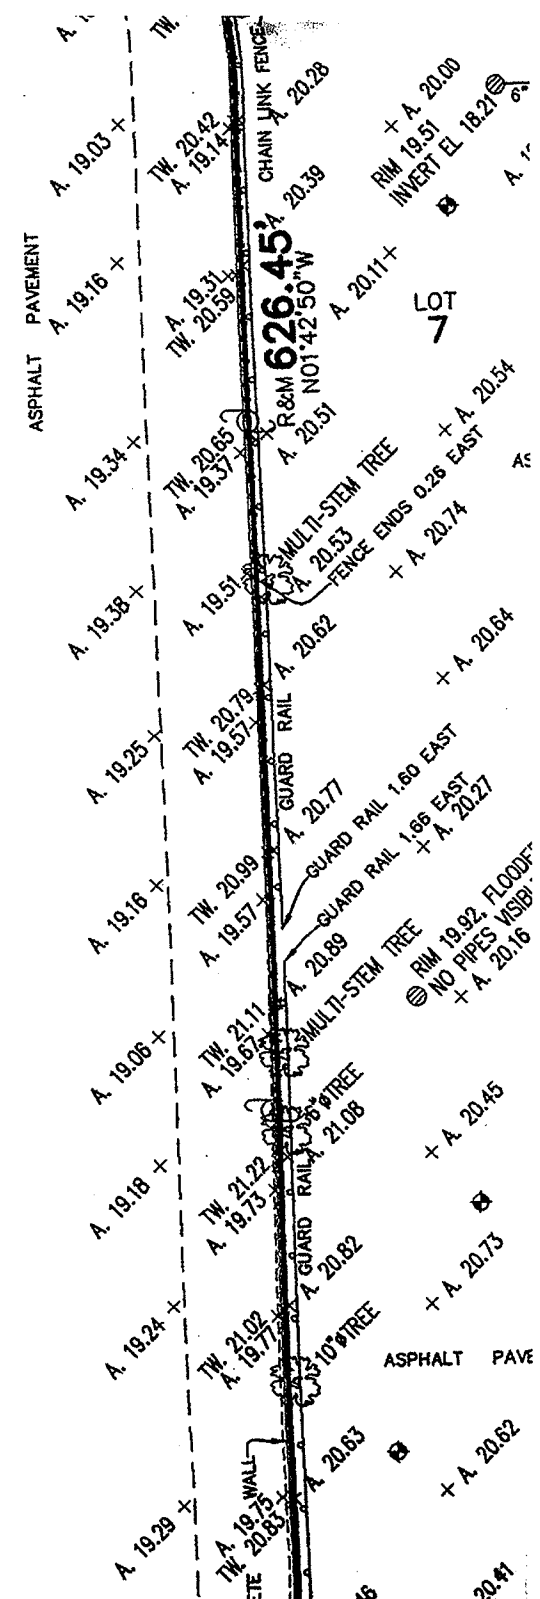 TW.
CHAIN LINK FENCE
A. 20.28
A. 20.00
6"
A. 19.03
TW. 20.42
A. 19.14
RIM 19.51
INVERT EL 18.21
A. 20.39
ASPHALT PAVEMENT
A. 19.16
A. 19.31
TW. 20.59
R&M 626.45'
N01°42'50"W
A. 20.11
LOT
7
A. 20.54
A. 19.34
TW. 20.65
A. 19.37
A. 20.51
MULTI-STEM TREE
FENCE ENDS 0.26 EAST
A. 20.74
A. 19.38
A. 19.51
A. 20.53
A. 20.62
A. 20.64
A. 19.25
TW. 20.79
A. 19.57
GUARD RAIL
A. 20.77
GUARD RAIL 1.60 EAST
GUARD RAIL 1.66 EAST
A. 20.27
A. 19.16
TW. 20.99
A. 19.57
A. 20.89
RIM 19.92, FLOODE
NO PIPES VISIBL
A. 20.16
MULTI-STEM TREE
A. 19.06
TW. 21.11
A. 19.67
6"ØTREE
A. 21.08
A. 20.45
A. 19.18
TW. 21.22
A. 19.73
GUARD RAIL
A. 20.82
A. 20.73
A. 19.24
TW. 21.02
A. 19.77
10"ØTREE
ASPHALT PAVE
A. 20.63
A. 20.62
WALL
A. 19.29
A. 19.75
TW. 20.83
ETE
20.41